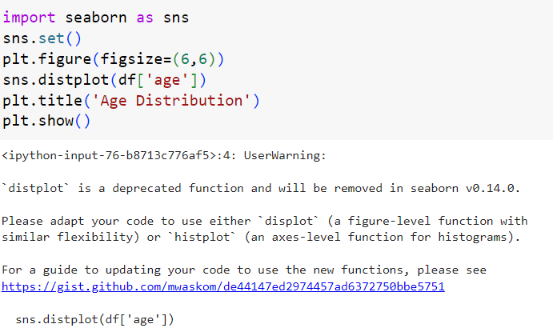 import seaborn as sns
sns.set()
plt.figure(figsize=(6,6))
sns.distplot(df['age'])
plt.title('Age Distribution')
plt.show()
<ipython-input-76-b8713c776af5>:4: UserWarning:
`distplot` is a deprecated function and will be removed in seaborn v0.14.0.
Please adapt your code to use either `displot` (a figure-level function with
similar flexibility) or `histplot` (an axes-level function for histograms).
For a guide to updating your code to use the new functions, please see
https://gist.github.com/mwaskom/de44147ed2974457ad6372750bbe5751
sns.distplot(df['age'])